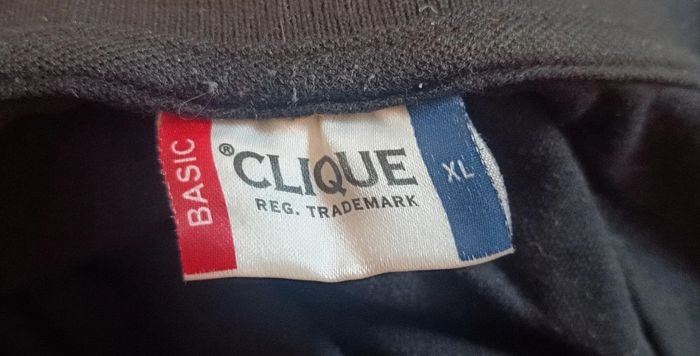 BASIC
®CLIQUE
REG. TRADEMARK
XL